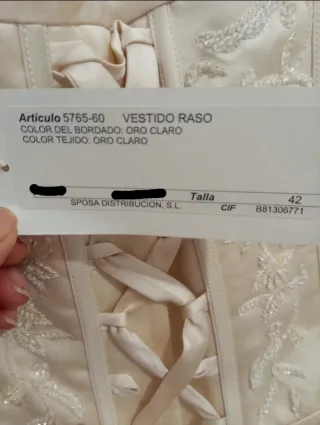 Artículo 5765-60 VESTIDO RASO
COLOR DEL BORDADO: ORO CLARO
COLOR TEJIDO: ORO CLARO
Talla 42
SPOSA DISTRIBUCION, S.L. CIF B81306771